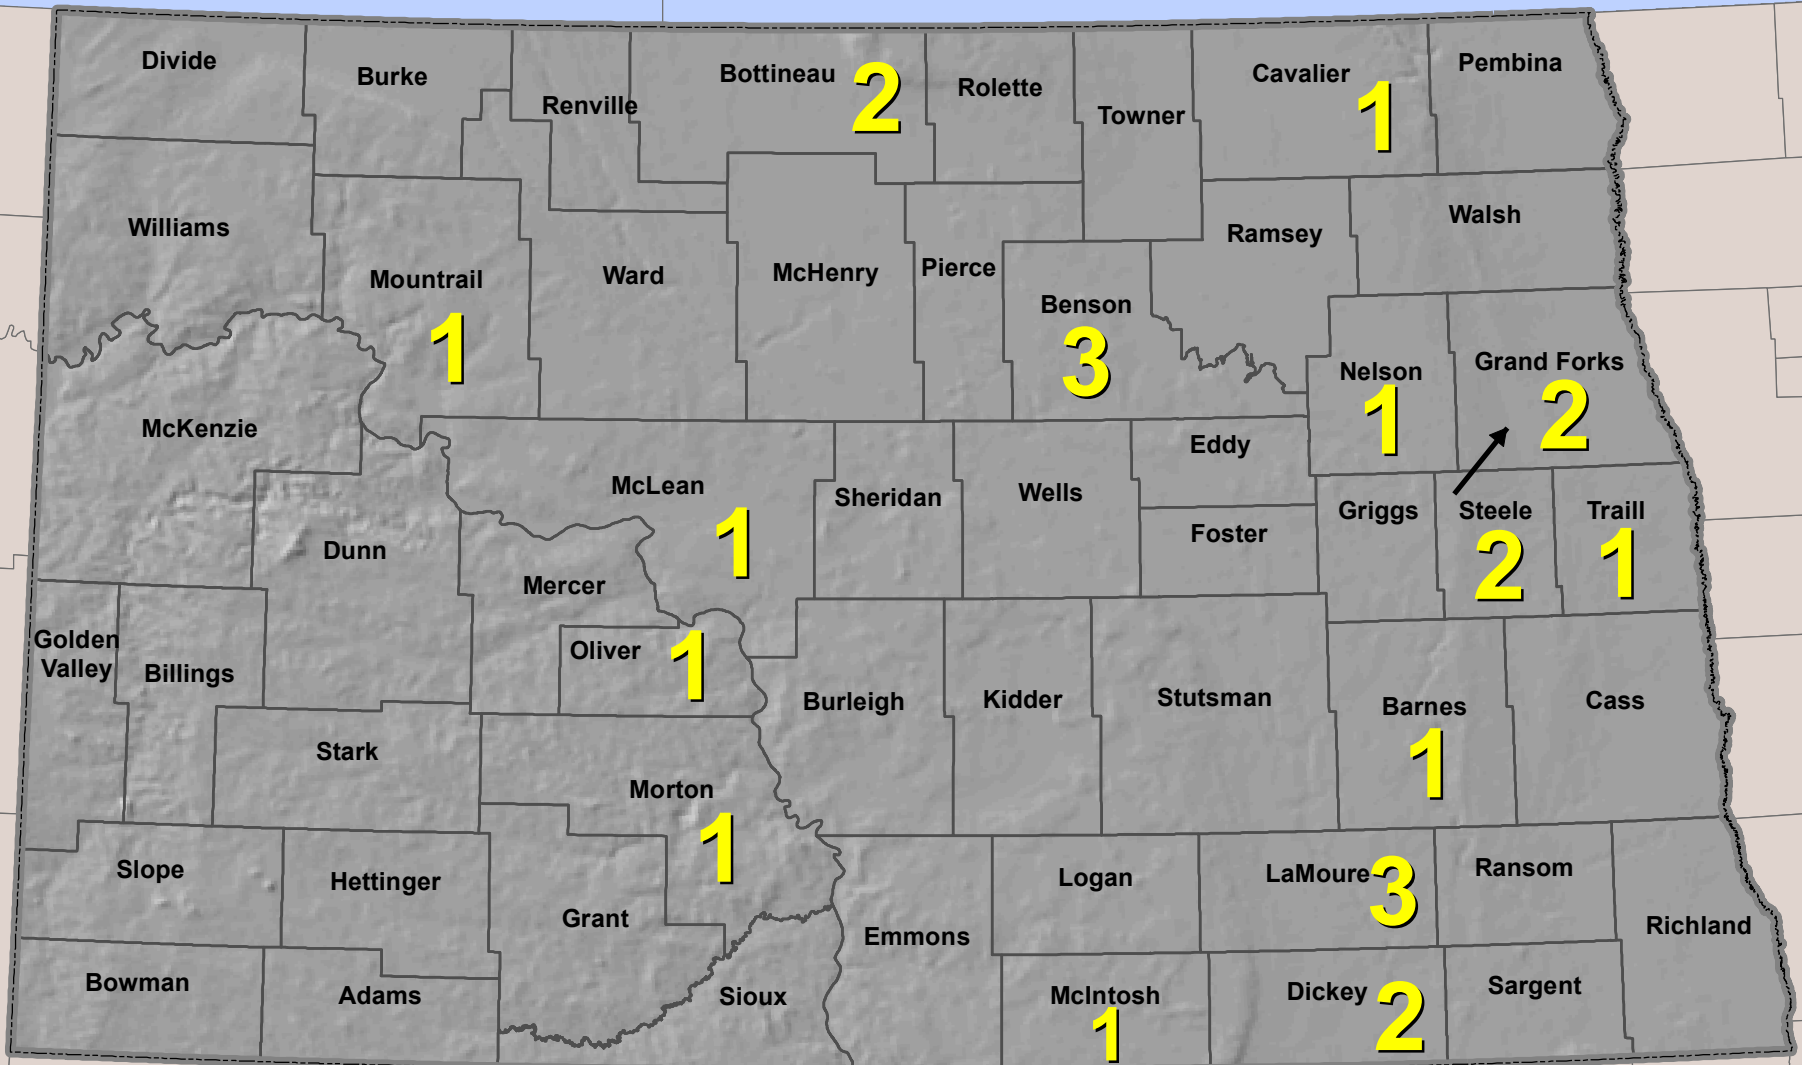 Divide
Burke
Renville
Bottineau
2
Rolette
Towner
Cavalier
1
Pembina
Williams
Mountrail
1
Ward
McHenry
Pierce
Benson
3
Ramsey
Walsh
Nelson
1
Grand Forks
2
McKenzie
Dunn
McLean
1
Sheridan
Wells
Eddy
Foster
Griggs
Steele
2
Traill
1
Mercer
Oliver
1
Golden
Valley
Billings
Stark
Morton
1
Burleigh
Kidder
Stutsman
Barnes
1
Cass
Slope
Hettinger
Grant
Emmons
Logan
LaMoure
3
Ransom
Richland
Bowman
Adams
Sioux
McIntosh
1
Dickey
2
Sargent